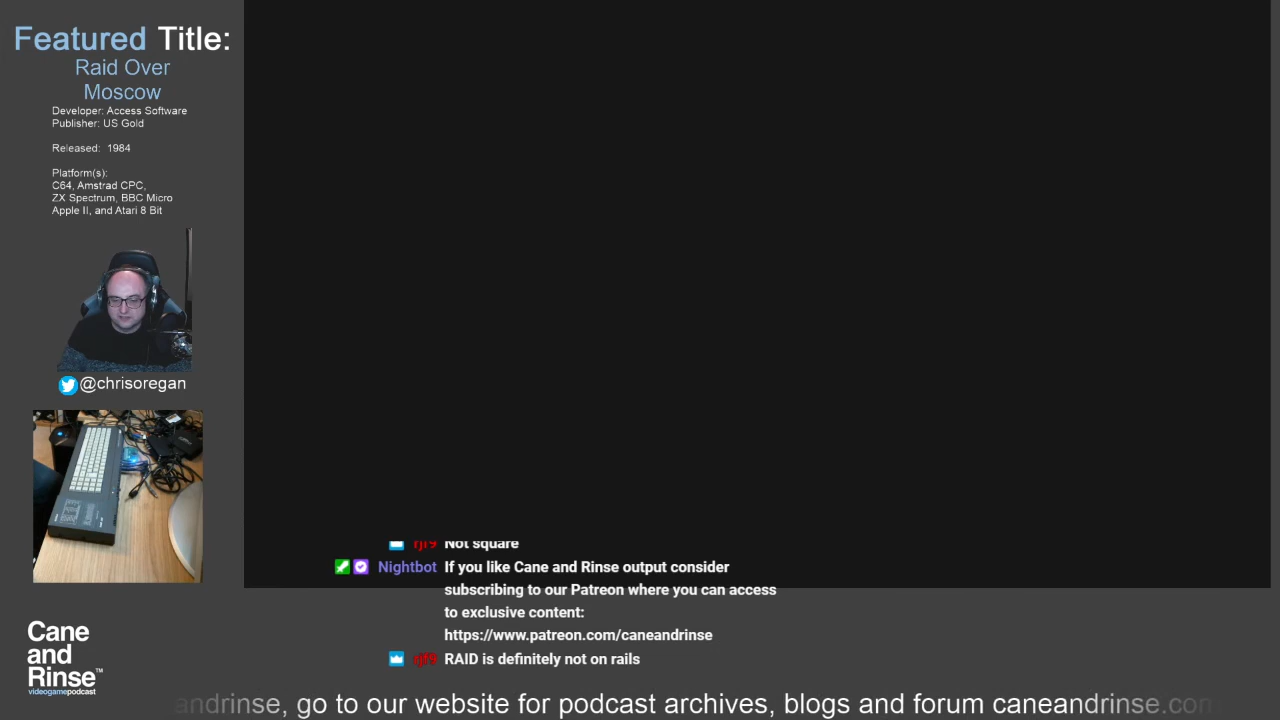 Featured Title:
Raid Over
Moscow
Developer: Access Software
Publisher: US Gold
Released: 1984
Platform(s):
C64, Amstrad CPC,
ZX Spectrum, BBC Micro
Apple II, and Atari 8 Bit
@chrisoregan
Not square
Nightbot If you like Cane and Rinse output consider
subscribing to our Patreon where you can access
to exclusive content:
https://www.patreon.com/caneandrinse
RAID is definitely not on rails
Cane
and
Rinse™
videogamepodcast
andrinse, go to our website for podcast archives, blogs and forum caneandrinse.com